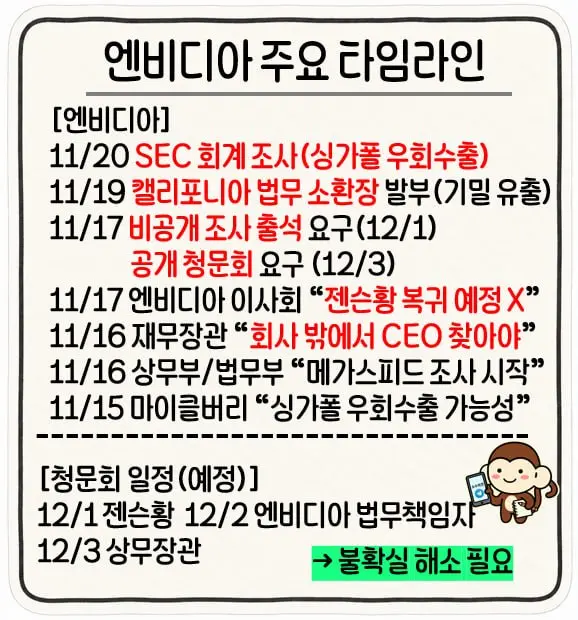 엔비디아 주요 타임라인
[엔비디아]
11/20 SEC 회계 조사(싱가폴 우회수출)
11/19 캘리포니아 법무 소환장 발부(기밀 유출)
11/17 비공개 조사 출석 요구(12/1)
공개 청문회 요구 (12/3)
11/17 엔비디아 이사회 “젠슨황 복귀 예정 X”
11/16 재무장관 “회사 밖에서 CEO 찾아야”
11/16 상무부/법무부 “메가스피드 조사 시작”
11/15 마이클버리 “싱가폴 우회수출 가능성”
[청문회 일정(예정)]
12/1 젠슨황 12/2 엔비디아 법무책임자
12/3 상무장관
→ 불확실 해소 필요